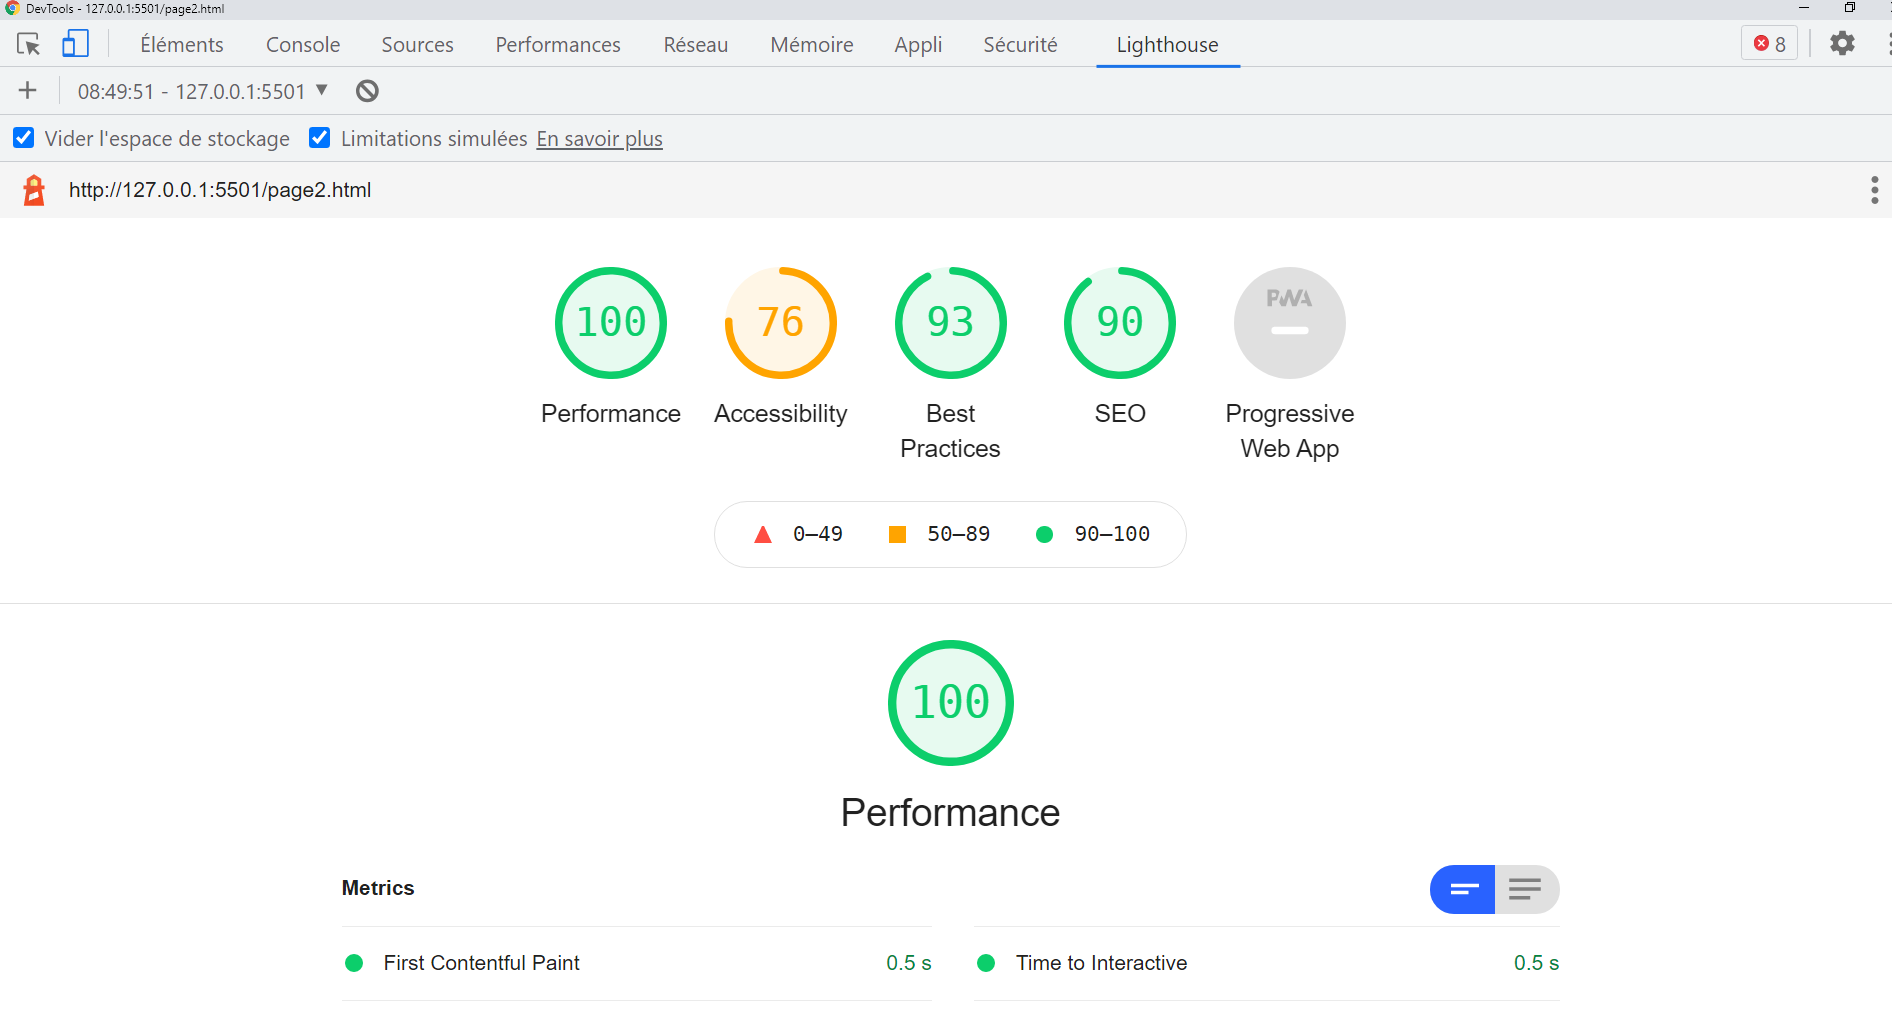 DevTools - 127.0.0.1:5501/page2.html
Éléments Console Sources Performances Réseau Mémoire Appli Sécurité Lighthouse 8
08:49:51 - 127.0.0.1:5501
Vider l'espace de stockage Limitations simulées En savoir plus
http://127.0.0.1:5501/page2.html
100 76 93 90 PWA
Performance Accessibility Best Practices SEO Progressive Web App
0–49 50–89 90–100
100
Performance
Metrics
First Contentful Paint 0.5 s Time to Interactive 0.5 s